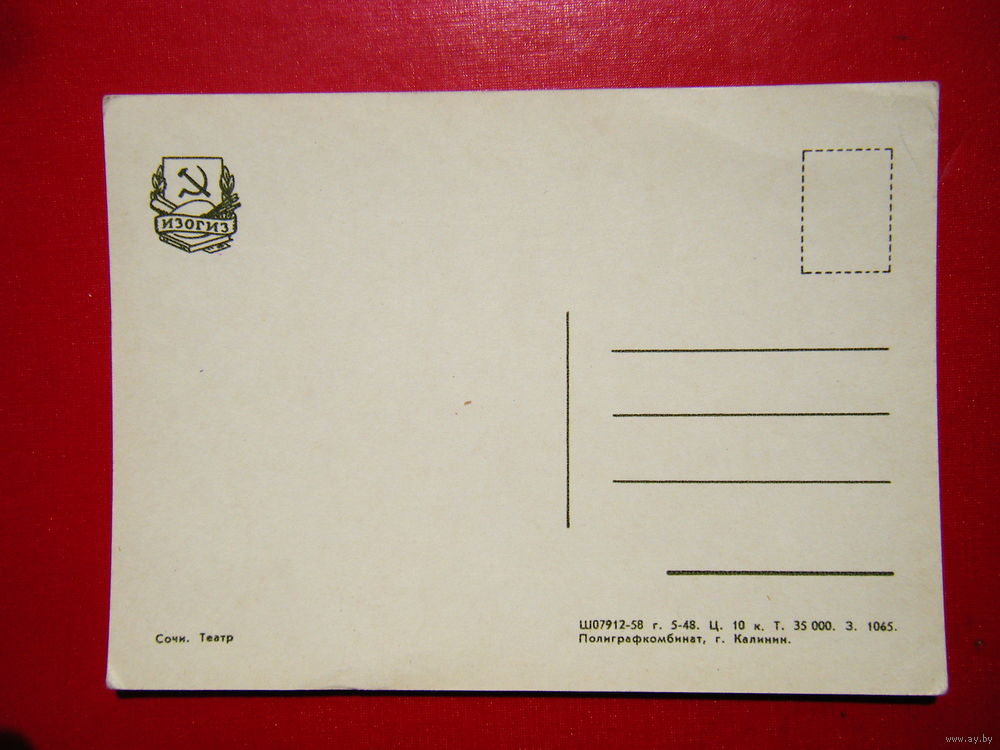 ИЗОГИЗ
Сочи. Театр
Ш07912-58 г. 5-48. Ц. 10 к. Т. 35 000. З. 1065.
Полиграфкомбинат, г. Калинин.
www.ay.by